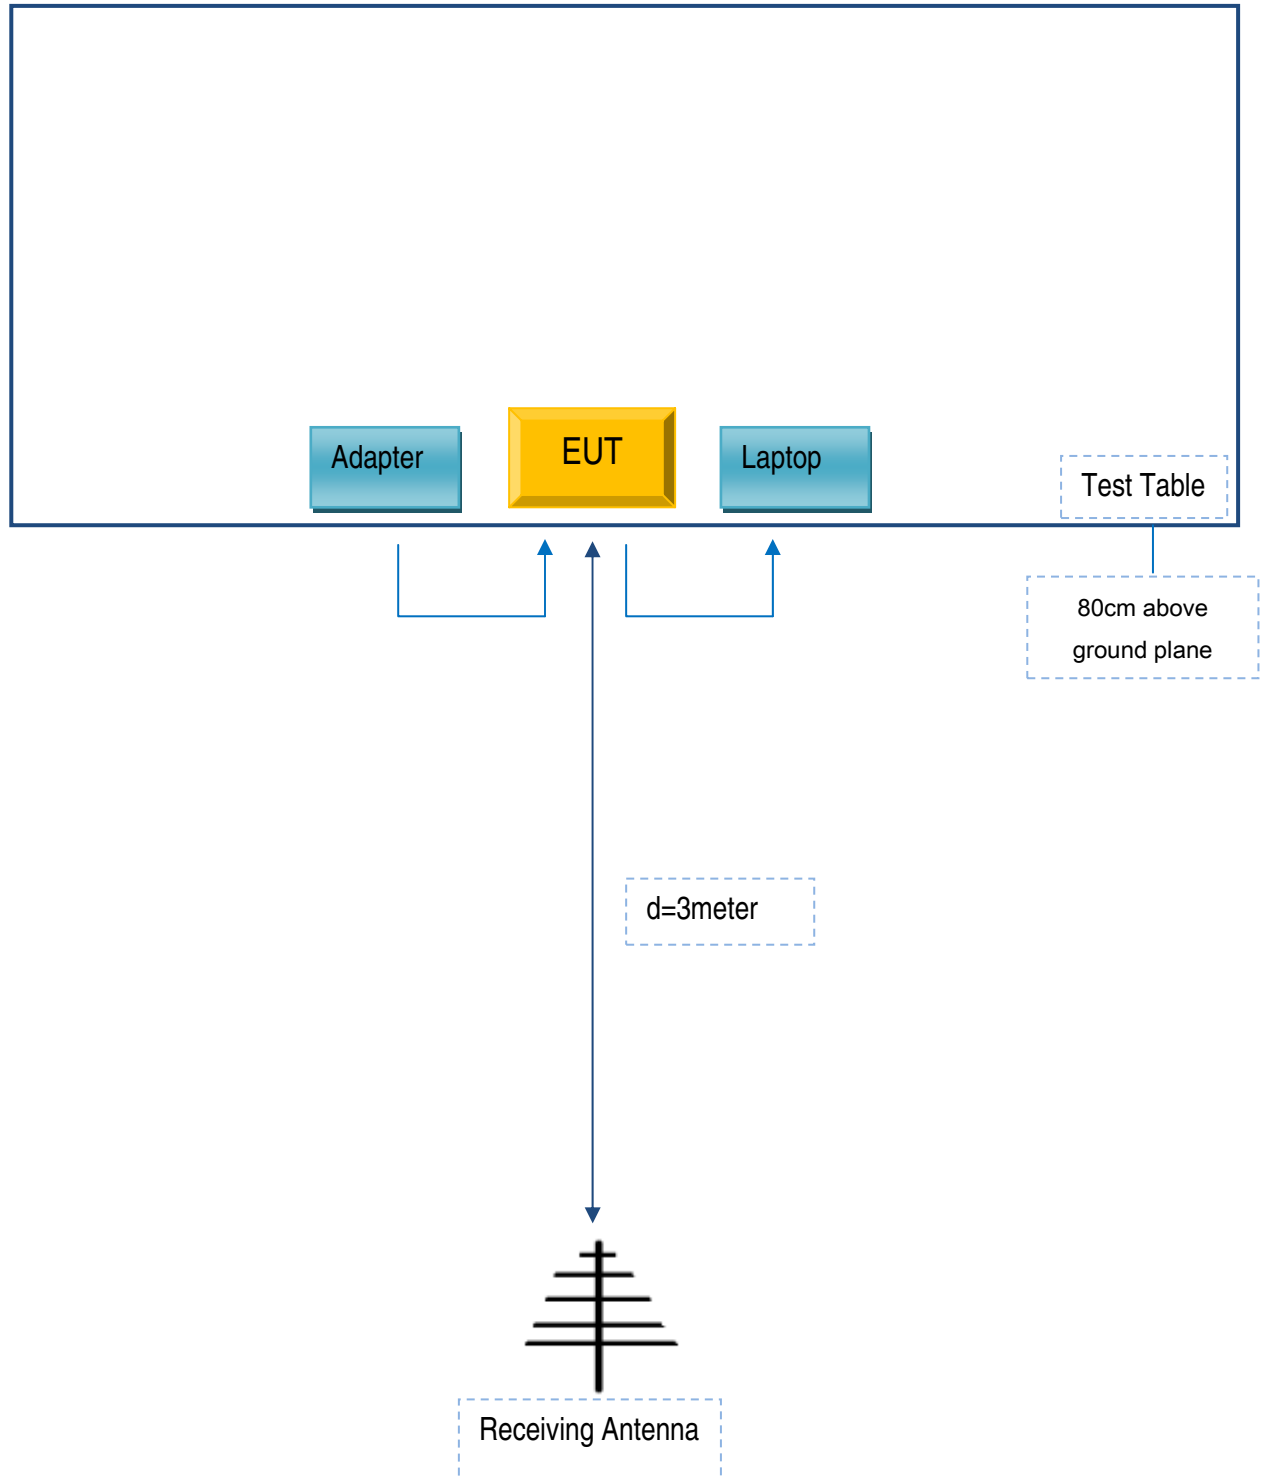 Adapter
EUT
Laptop
Test Table
80cm above
ground plane
d=3meter
Receiving Antenna